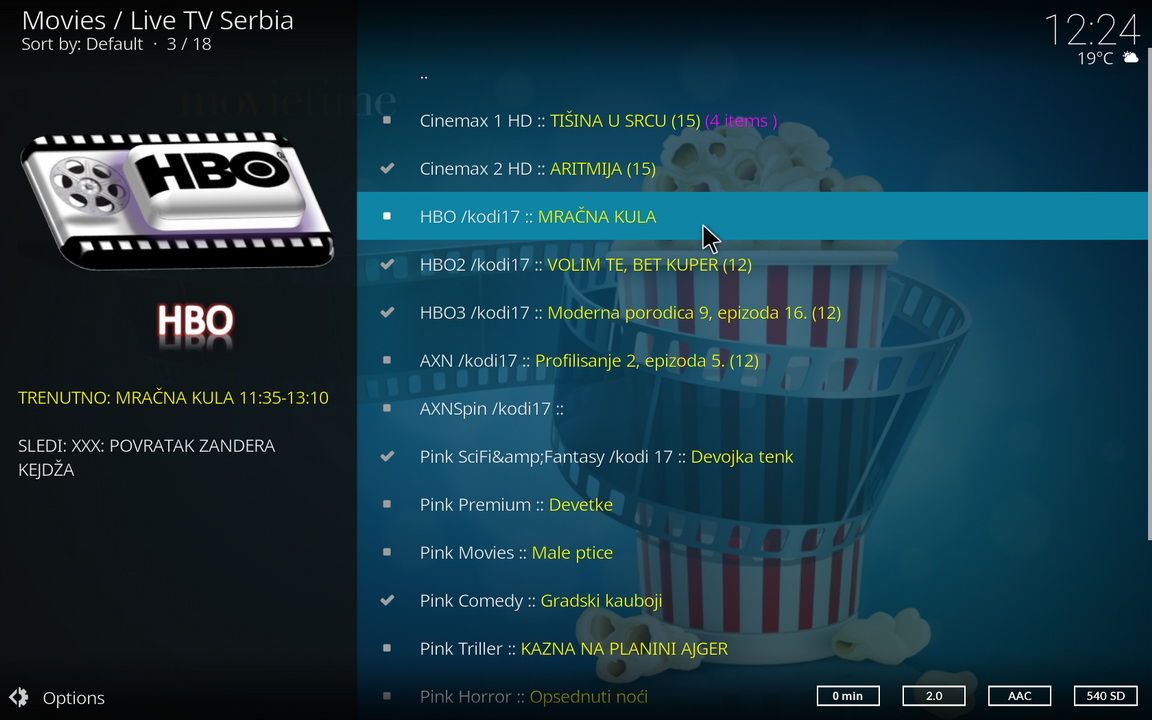 Movies / Live TV Serbia
Sort by: Default · 3 / 18
12:24
19°C
movietime
HBO
HBO
TRENUTNO: MRAČNA KULA 11:35-13:10
SLEDI: XXX: POVRATAK ZANDERA
KEJDŽA
..
Cinemax 1 HD :: TIŠINA U SRCU (15) (4 items )
Cinemax 2 HD :: ARITMIJA (15)
HBO /kodi17 :: MRAČNA KULA
HBO2 /kodi17 :: VOLIM TE, BET KUPER (12)
HBO3 /kodi17 :: Moderna porodica 9, epizoda 16. (12)
AXN /kodi17 :: Profilisanje 2, epizoda 5. (12)
AXNSpin /kodi17 ::
Pink SciFi&amp;Fantasy /kodi 17 :: Devojka tenk
Pink Premium :: Devetke
Pink Movies :: Male ptice
Pink Comedy :: Gradski kauboji
Pink Triller :: KAZNA NA PLANINI AJGER
Pink Horror :: Opsednuti noći
Options
0 min
2.0
AAC
540 SD